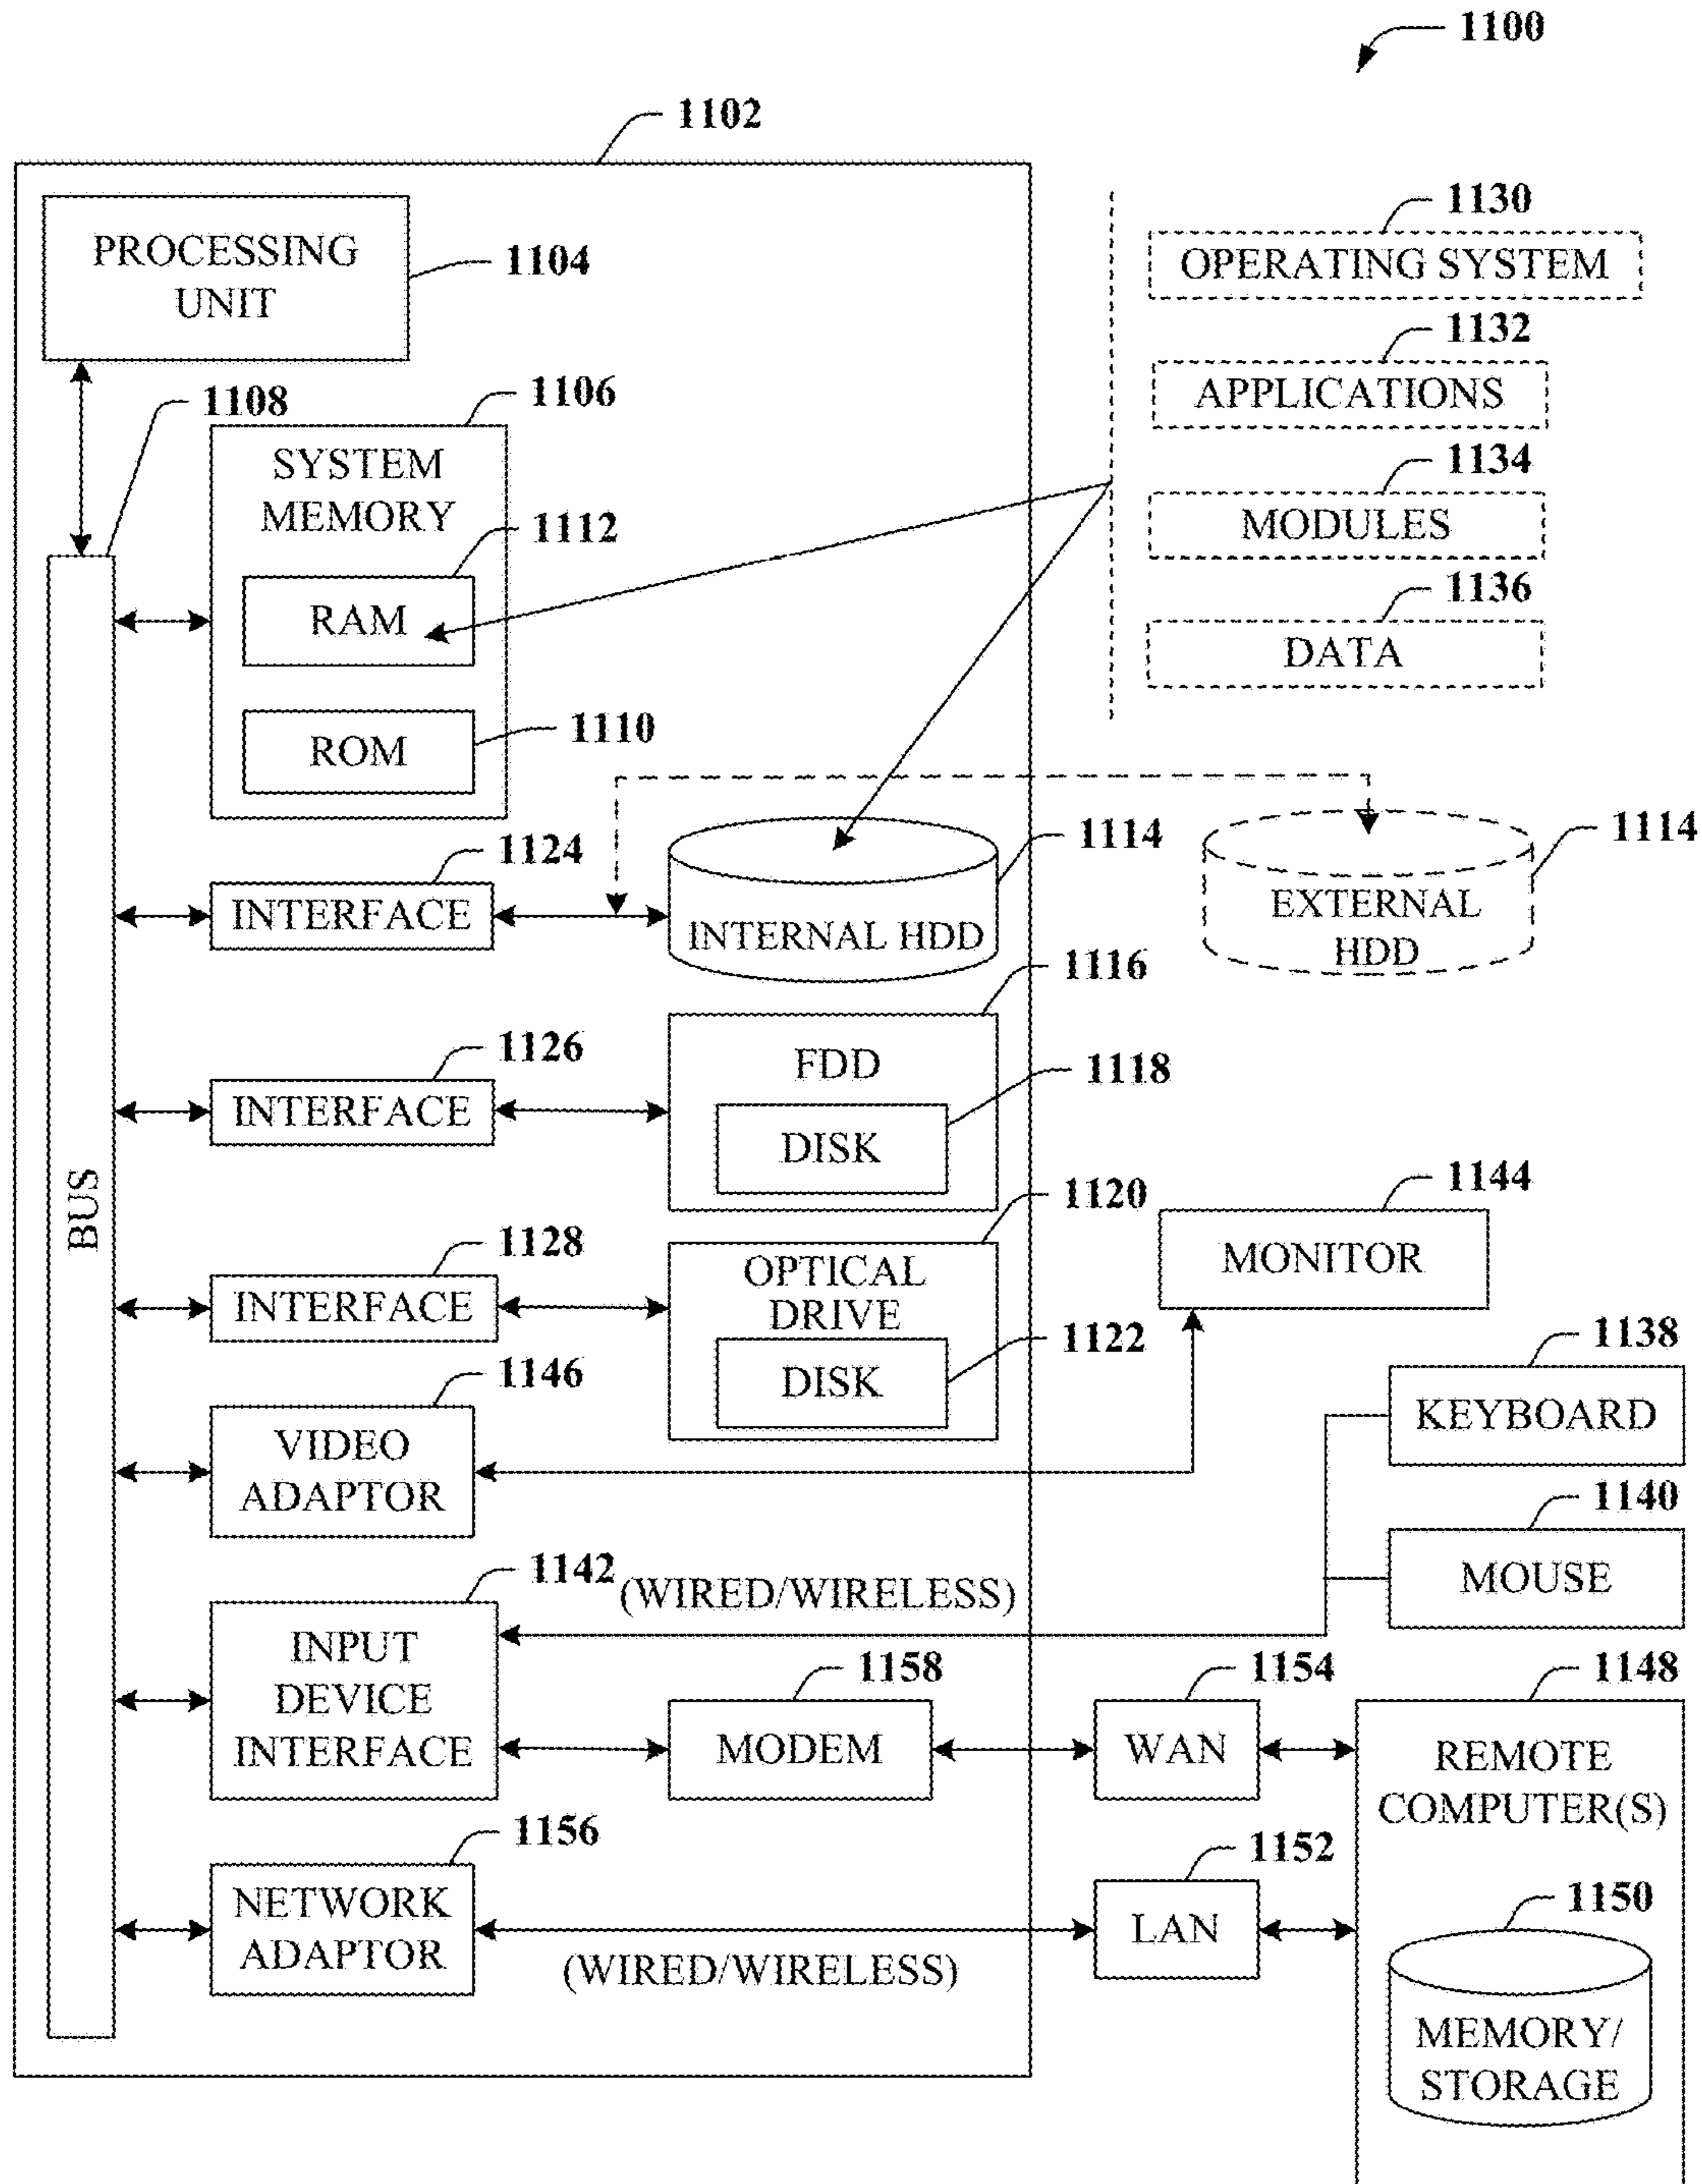 1100
1102
PROCESSING
UNIT
1104
1130
OPERATING SYSTEM
1132
APPLICATIONS
1134
MODULES
1136
DATA
1108
1106
SYSTEM
MEMORY
1112
RAM
1110
ROM
1124
INTERFACE
1114
INTERNAL HDD
1114
EXTERNAL
HDD
1116
FDD
1126
INTERFACE
1118
DISK
BUS
1120
OPTICAL
DRIVE
1128
INTERFACE
1122
DISK
1144
MONITOR
1146
VIDEO
ADAPTOR
1138
KEYBOARD
1140
MOUSE
1142
(WIRED/WIRELESS)
INPUT
DEVICE
INTERFACE
1158
MODEM
1154
WAN
1148
REMOTE
COMPUTER(S)
1156
NETWORK
ADAPTOR
(WIRED/WIRELESS)
1152
LAN
1150
MEMORY/
STORAGE